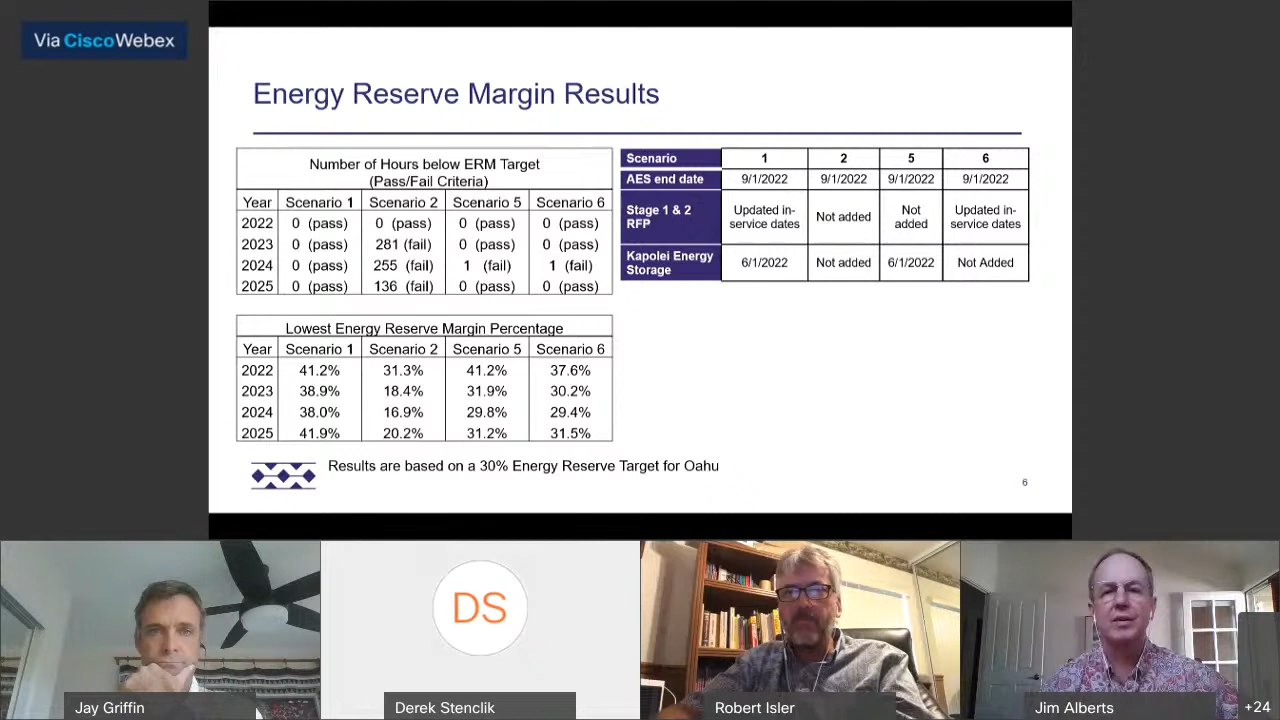 Via CiscoWebex
Energy Reserve Margin Results
Number of Hours below ERM Target
(Pass/Fail Criteria)
Year Scenario 1 Scenario 2 Scenario 5 Scenario 6
2022 0 (pass) 0 (pass) 0 (pass) 0 (pass)
2023 0 (pass) 281 (fail) 0 (pass) 0 (pass)
2024 0 (pass) 255 (fail) 1 (fail) 1 (fail)
2025 0 (pass) 136 (fail) 0 (pass) 0 (pass)
Scenario 1 2 5 6
AES end date 9/1/2022 9/1/2022 9/1/2022 9/1/2022
Stage 1 & 2
RFP
Updated in-
service dates
Not added
Not
added
Updated in-
service dates
Kapolei Energy
Storage
6/1/2022 Not added 6/1/2022 Not Added
Lowest Energy Reserve Margin Percentage
Year Scenario 1 Scenario 2 Scenario 5 Scenario 6
2022 41.2% 31.3% 41.2% 37.6%
2023 38.9% 18.4% 31.9% 30.2%
2024 38.0% 16.9% 29.8% 29.4%
2025 41.9% 20.2% 31.2% 31.5%
Results are based on a 30% Energy Reserve Target for Oahu
6
DS
Jay Griffin
Derek Stenclik
Robert Isler
Jim Alberts
+24